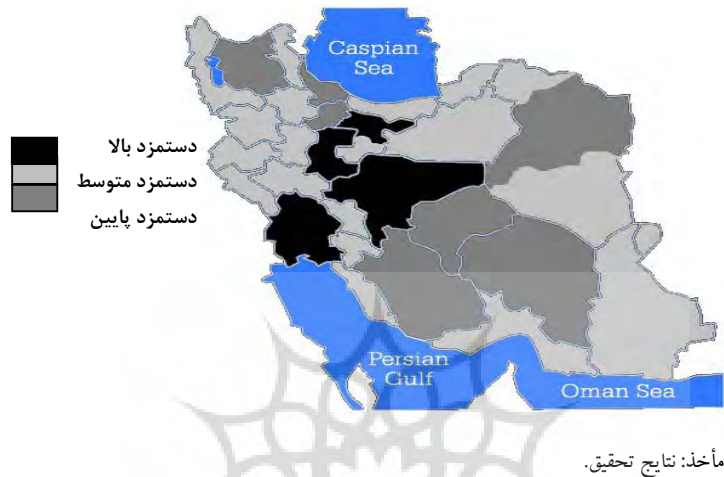 Caspian
Sea
دستمزد بالا
دستمزد متوسط
دستمزد پایین
Persian
Gulf
Oman Sea
مأخذ: نتایج تحقیق.